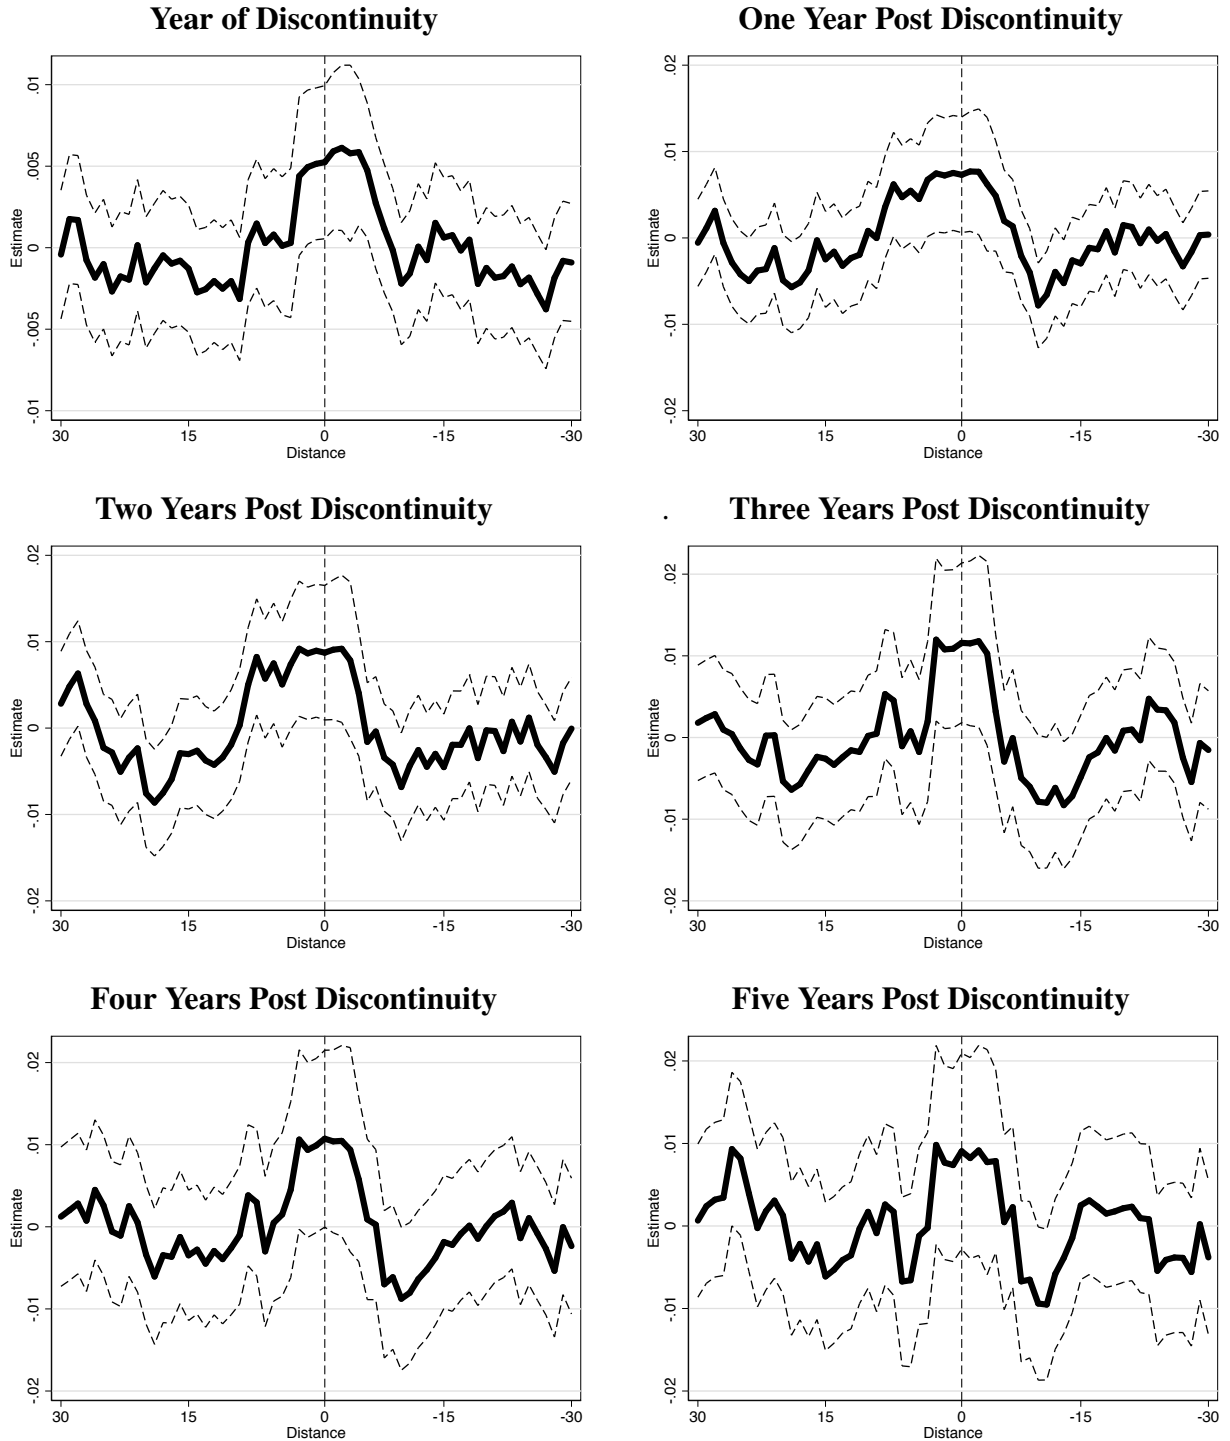 Year of Discontinuity
.01
.005
0
-.005
-.01
Estimate
30 15 0 -15 -30
Distance
One Year Post Discontinuity
.02
.01
0
-.01
-.02
Estimate
30 15 0 -15 -30
Distance
Two Years Post Discontinuity
.02
.01
0
-.01
-.02
Estimate
30 15 0 -15 -30
Distance
. Three Years Post Discontinuity
.02
.01
0
-.01
-.02
Estimate
30 15 0 -15 -30
Distance
Four Years Post Discontinuity
.02
.01
0
-.01
-.02
Estimate
30 15 0 -15 -30
Distance
Five Years Post Discontinuity
.02
.01
0
-.01
-.02
Estimate
30 15 0 -15 -30
Distance